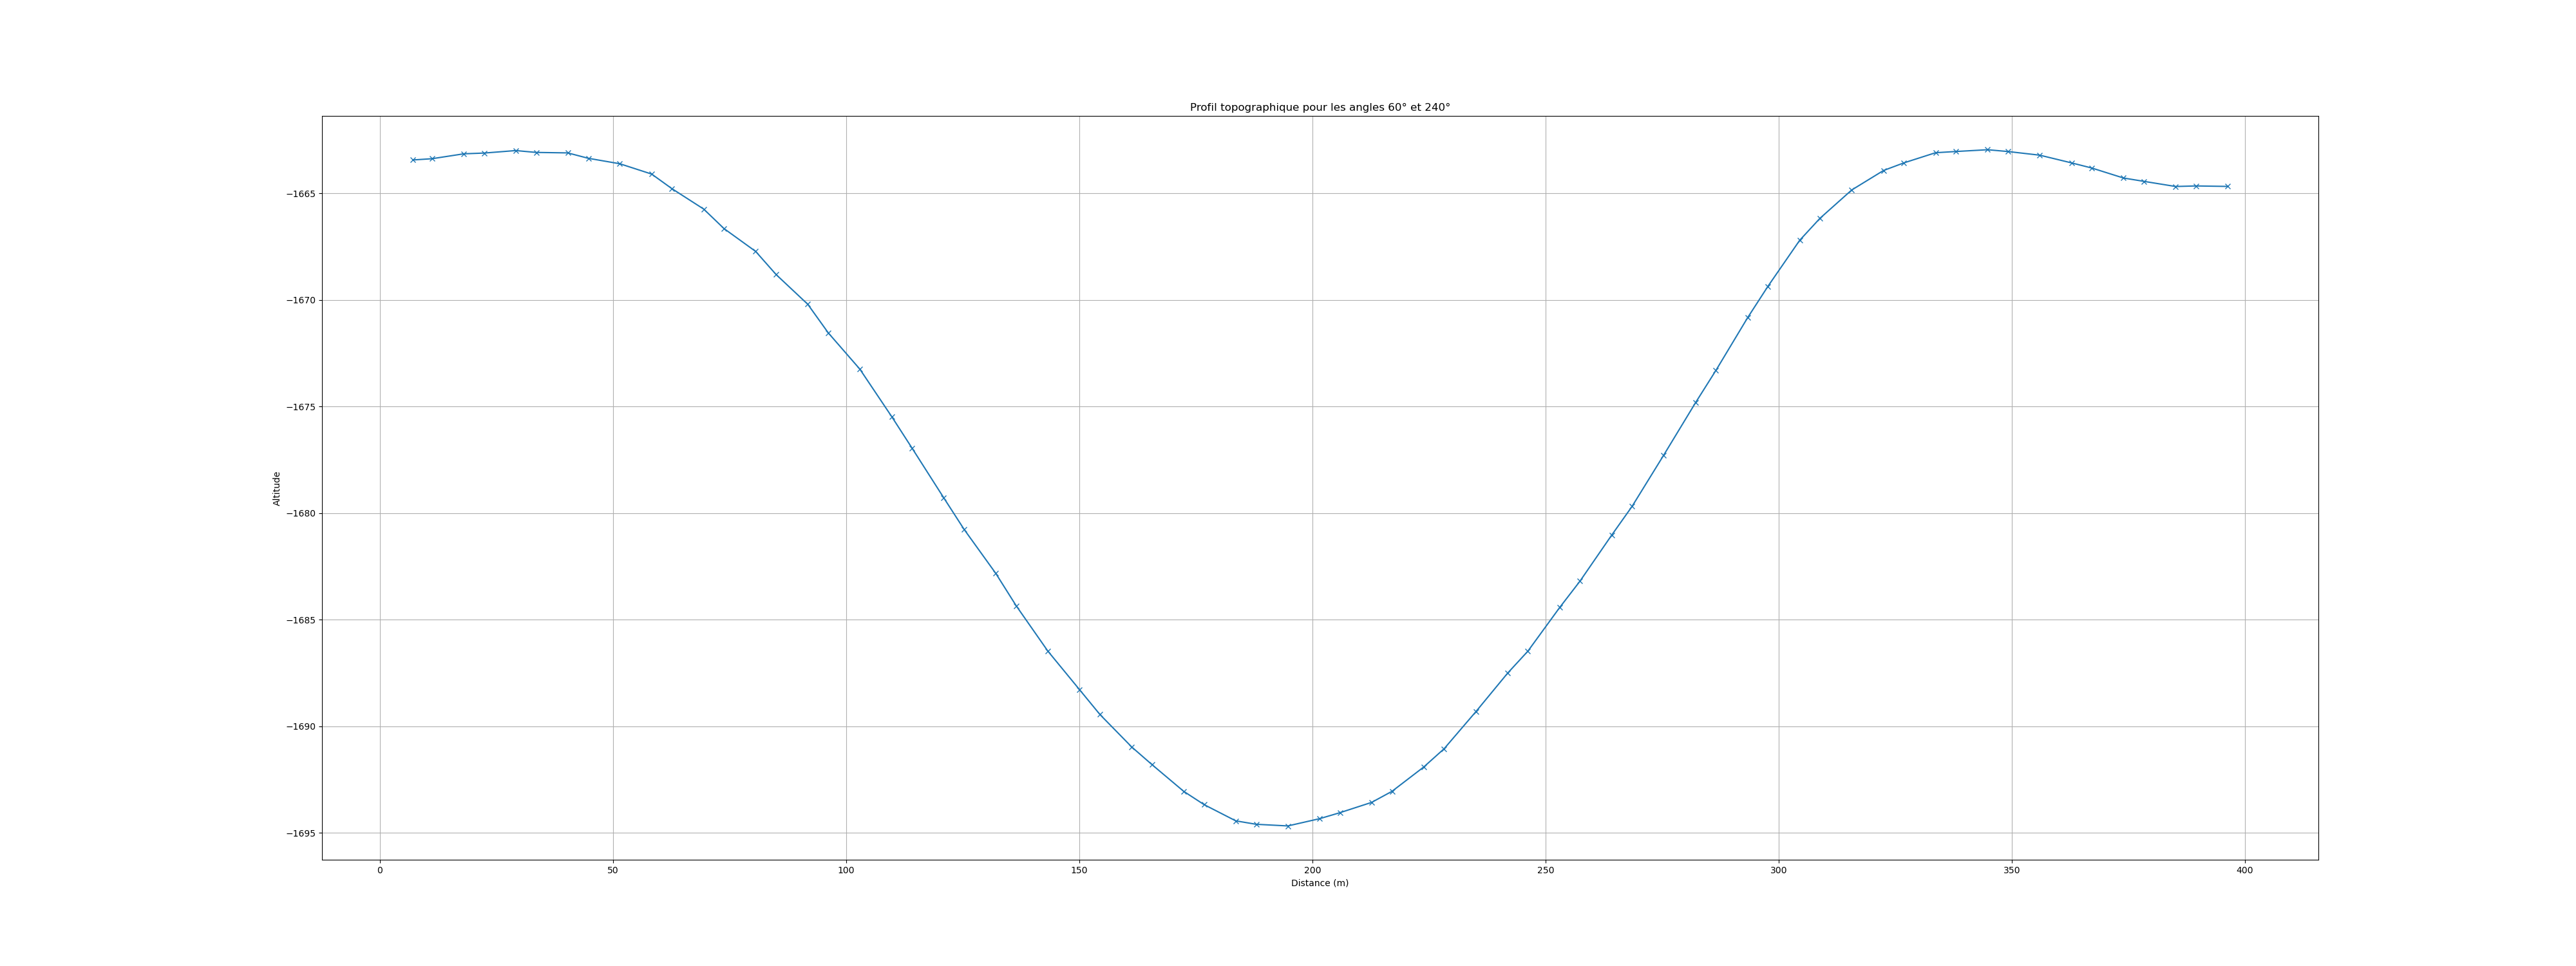 Profil topographique pour les angles 60° et 240°
Altitude
−1665
−1670
−1675
−1680
−1685
−1690
−1695
0 50 100 150 200 250 300 350 400
Distance (m)